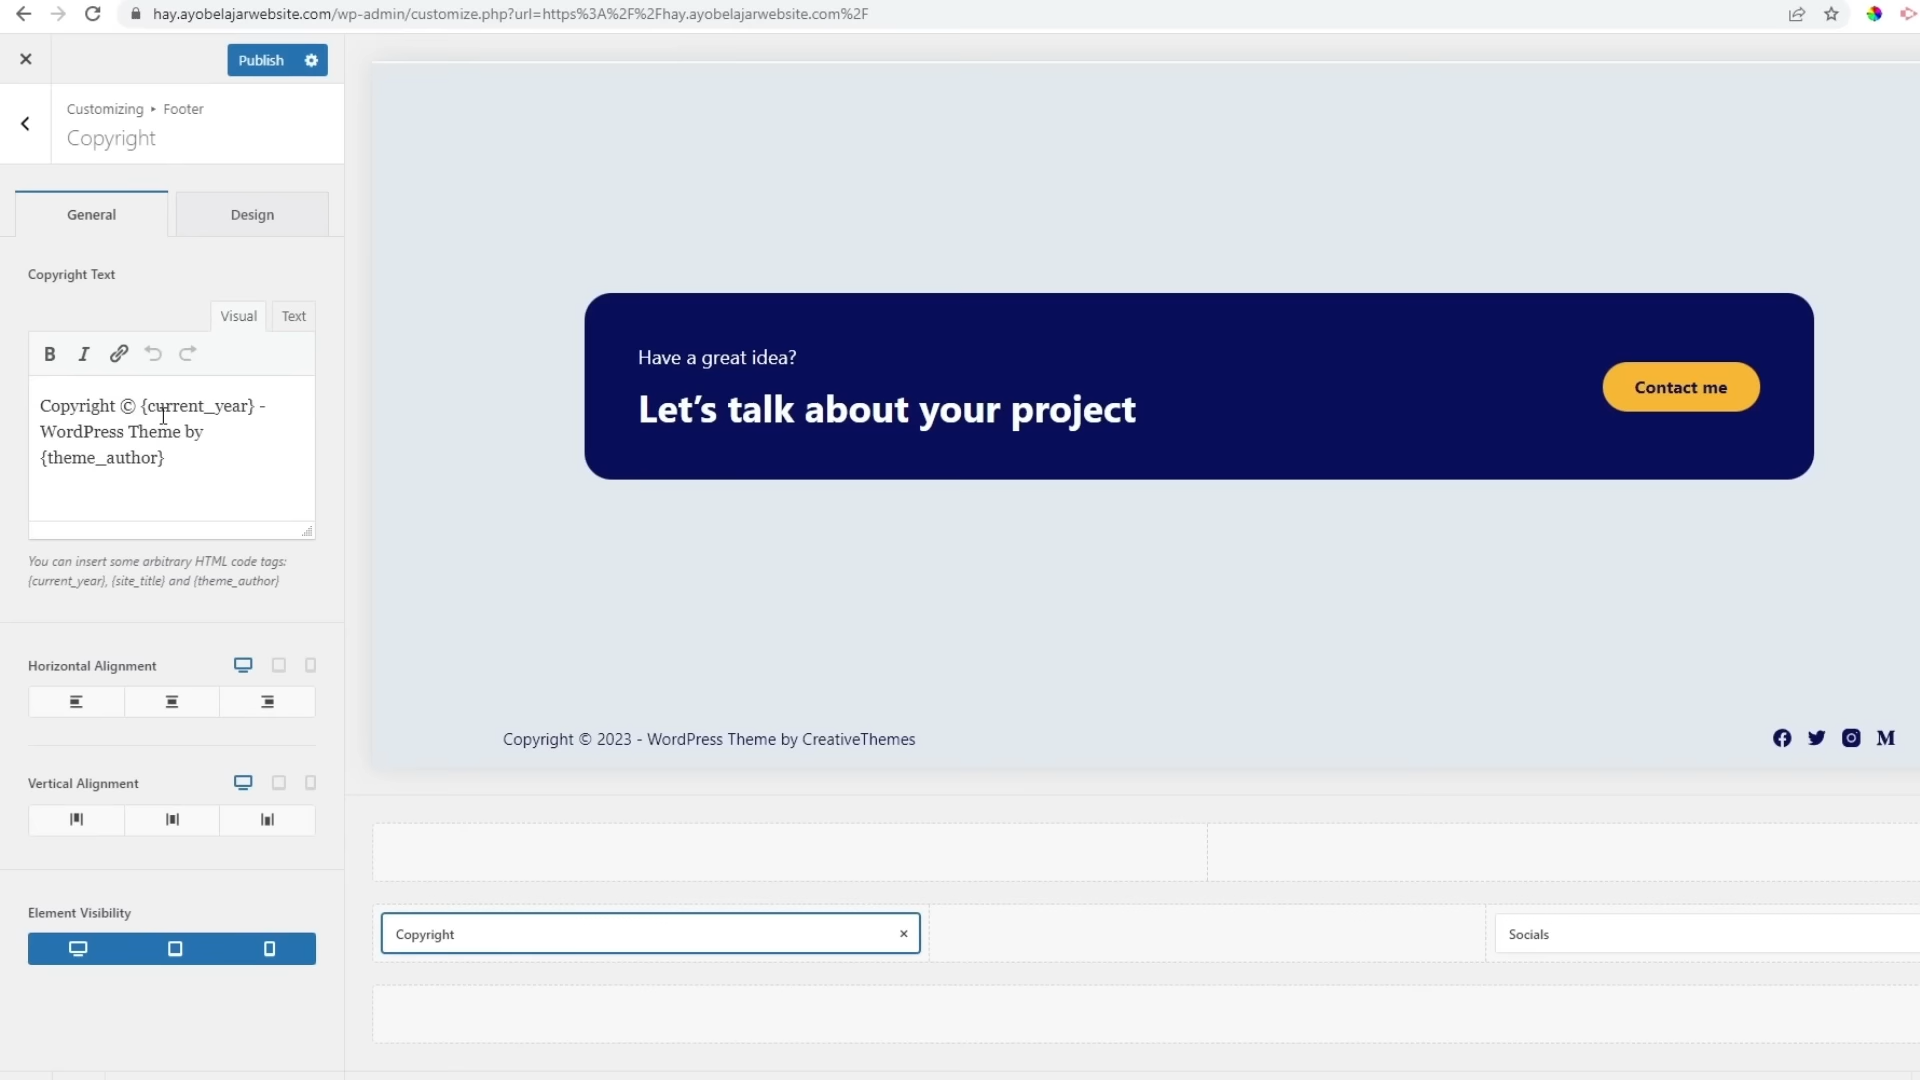 hay.ayobelajarwebsite.com/wp-admin/customize.php?url=https%3A%2F%2Fhay.ayobelajarwebsite.com%2F
Publish
Customizing ▸ Footer
Copyright
General
Design
Copyright Text
Visual
Text
B I
Copyright © {current_year} -
WordPress Theme by
{theme_author}
You can insert some arbitrary HTML code tags:
{current_year}, {site_title} and {theme_author}
Horizontal Alignment
Vertical Alignment
Element Visibility
Have a great idea?
Let’s talk about your project
Contact me
Copyright © 2023 - WordPress Theme by CreativeThemes
M
Copyright ×
Socials